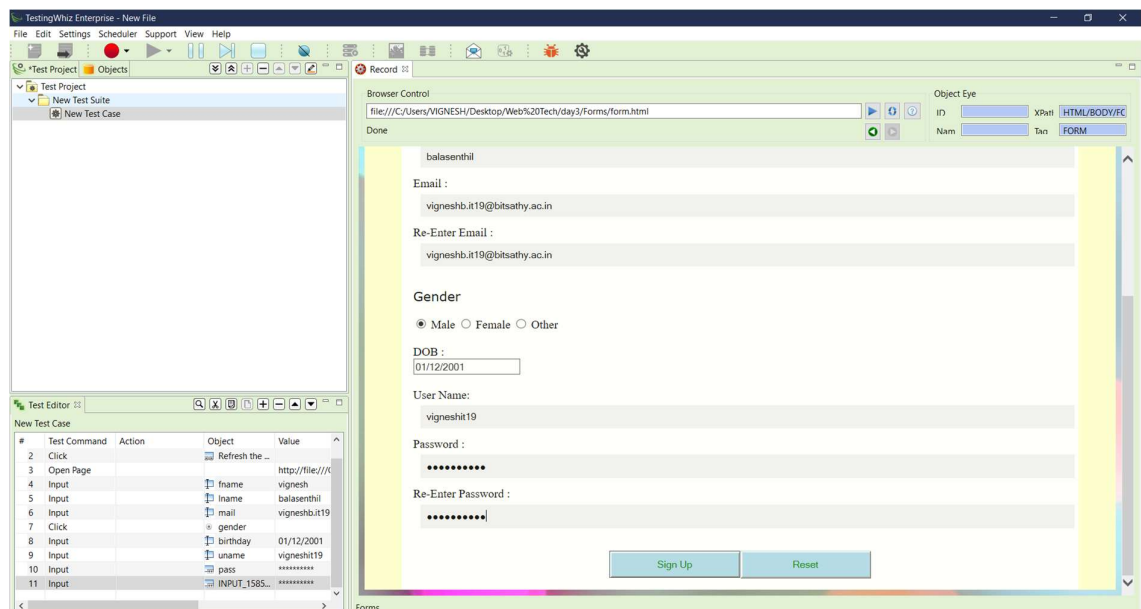 TestingWhiz Enterprise - New File
File Edit Settings Scheduler Support View Help
*Test Project Objects
Test Project
New Test Suite
New Test Case
Record
Browser Control
file:///C:/Users/VIGNESH/Desktop/Web%20Tech/day3/Forms/form.html
Done
Object Eye
ID
XPath HTML/BODY/FC
Nam
Tag FORM
balasenthil
Email :
vigneshb.it19@bitsathy.ac.in
Re-Enter Email :
vigneshb.it19@bitsathy.ac.in
Gender
Male Female Other
DOB :
01/12/2001
User Name:
vigneshit19
Password :
••••••••••
Re-Enter Password :
••••••••••
Sign Up Reset
Forms
Test Editor
New Test Case
# Test Command Action Object Value
2 Click Refresh the ...
3 Open Page http://file:///C
4 Input fname vignesh
5 Input lname balasenthil
6 Input mail vigneshb.it19
7 Click gender
8 Input birthday 01/12/2001
9 Input uname vigneshit19
10 Input pass **********
11 Input INPUT_1585... **********